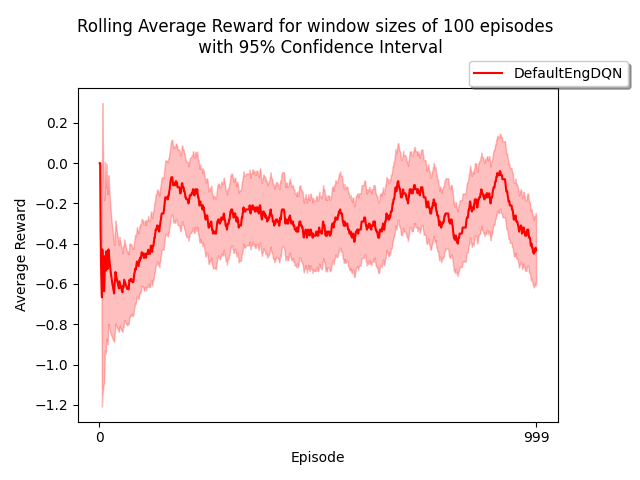 Rolling Average Reward for window sizes of 100 episodes
with 95% Confidence Interval
DefaultEngDQN
0.2
0.0
−0.2
−0.4
−0.6
−0.8
−1.0
−1.2
Average Reward
0
999
Episode